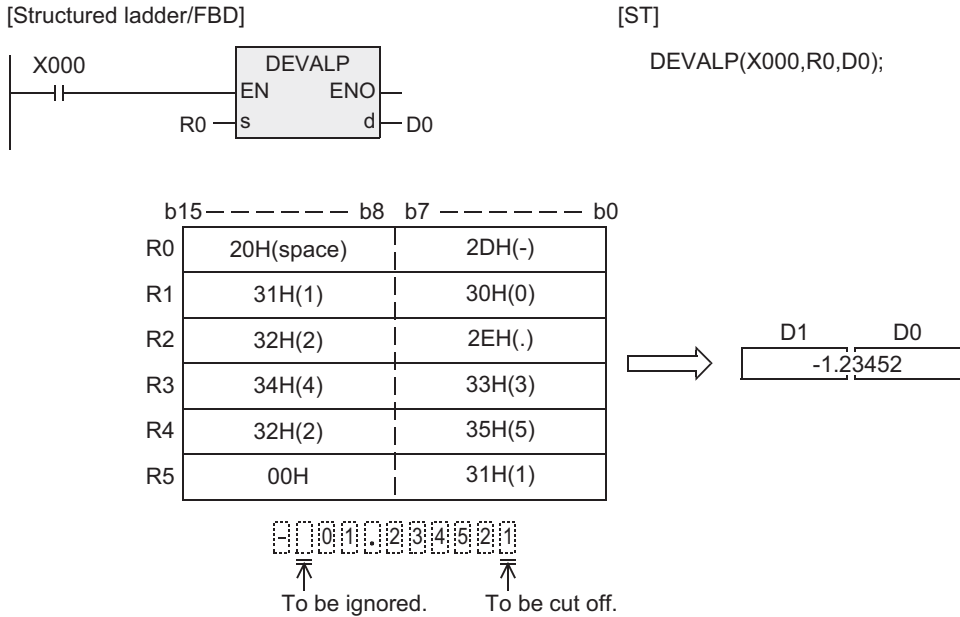 [Structured ladder/FBD] [ST]
X000 DEVALP DEVALP(X000,R0,D0);
EN ENO
R0 s d D0
b15 b8 b7 b0
R0 20H(space) 2DH(-)
R1 31H(1) 30H(0)
R2 32H(2) 2EH(.)
R3 34H(4) 33H(3)
R4 32H(2) 35H(5)
R5 00H 31H(1)
D1 D0
-1.23452
- 0 1 . 2 3 4 5 2 1
To be ignored. To be cut off.